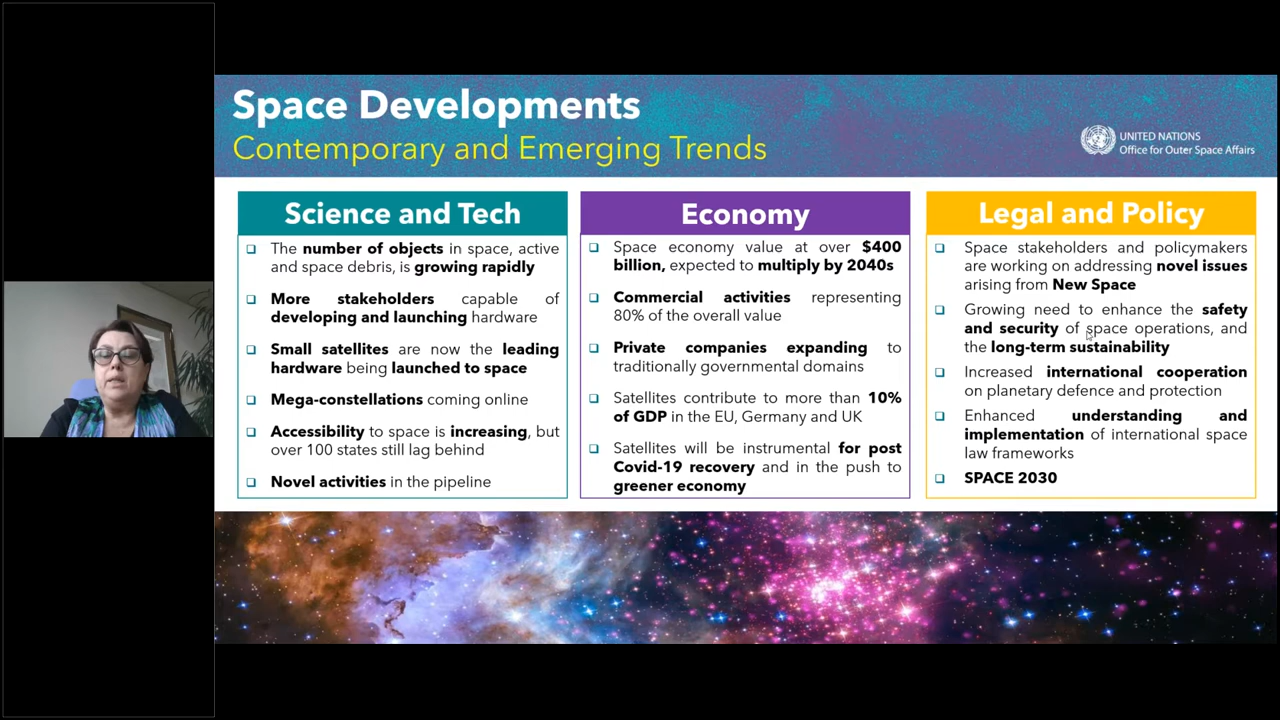 Space Developments
Contemporary and Emerging Trends
UNITED NATIONS
Office for Outer Space Affairs
Science and Tech
The number of objects in space, active
and space debris, is growing rapidly
More stakeholders capable of
developing and launching hardware
Small satellites are now the leading
hardware being launched to space
Mega-constellations coming online
Accessibility to space is increasing, but
over 100 states still lag behind
Novel activities in the pipeline
Economy
Space economy value at over $400
billion, expected to multiply by 2040s
Commercial activities representing
80% of the overall value
Private companies expanding to
traditionally governmental domains
Satellites contribute to more than 10%
of GDP in the EU, Germany and UK
Satellites will be instrumental for post
Covid-19 recovery and in the push to
greener economy
Legal and Policy
Space stakeholders and policymakers
are working on addressing novel issues
arising from New Space
Growing need to enhance the safety
and security of space operations, and
the long-term sustainability
Increased international cooperation
on planetary defence and protection
Enhanced understanding and
implementation of international space
law frameworks
SPACE 2030